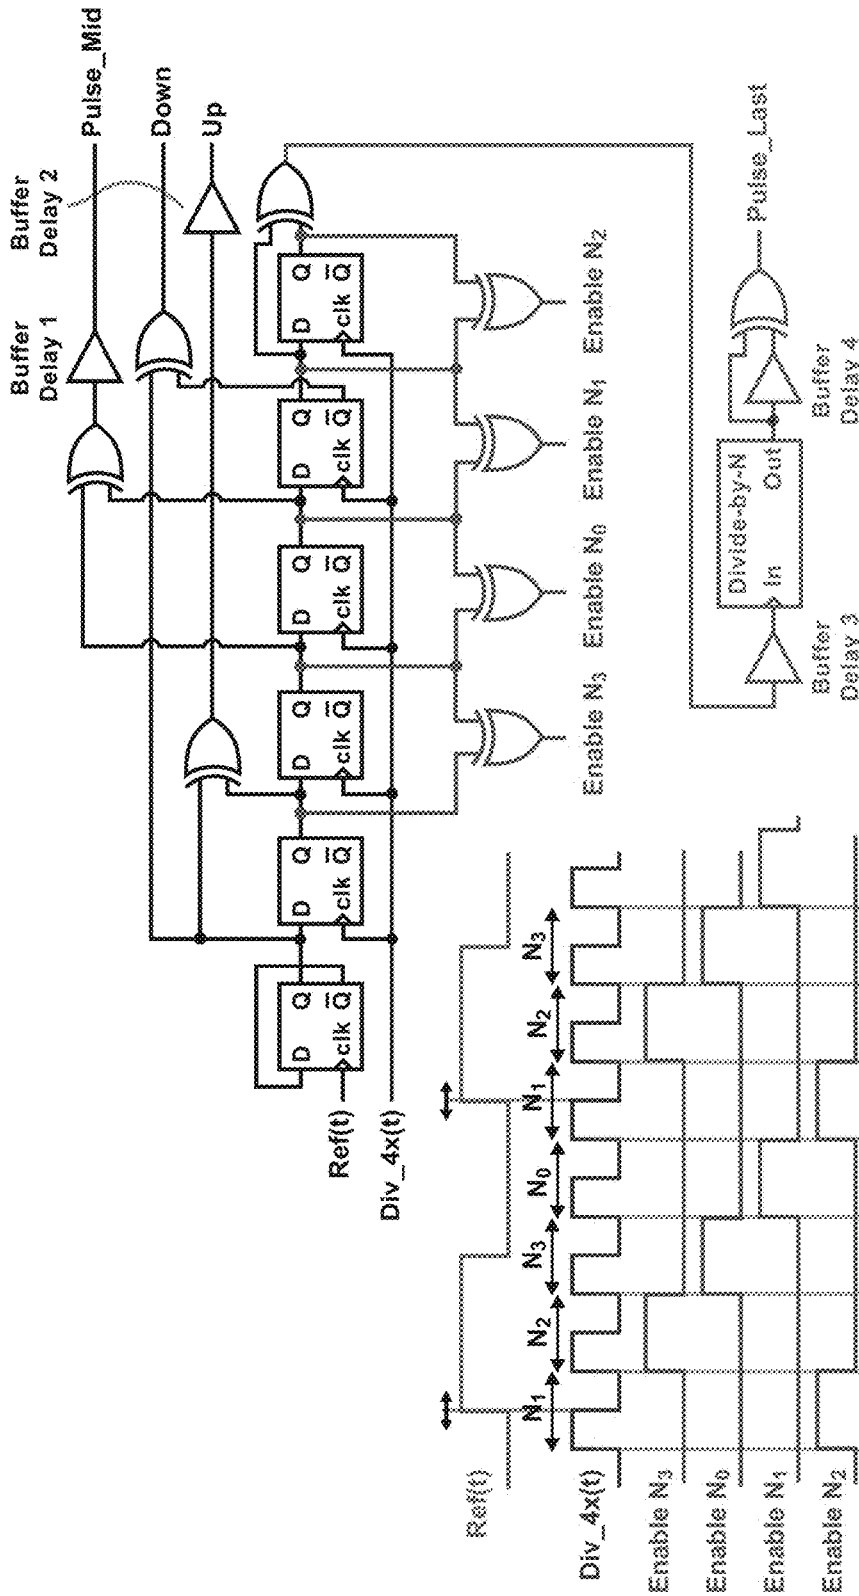 Pulse_Mid
Down
Up
Buffer
Delay 1
Buffer
Delay 2
D Q
clk Q̅
D Q
clk Q̅
D Q
clk Q̅
D Q
clk Q̅
D Q
clk Q̅
D Q
clk Q̅
Ref(t)
Div_4x(t)
Enable N3
Enable N0
Enable N1
Enable N2
Buffer
Delay 3
Divide-by-N
In Out
Buffer
Delay 4
Pulse_Last
Ref(t)
N1 N2 N3 N0 N1 N2 N3
Div_4x(t)
Enable N3
Enable N0
Enable N1
Enable N2